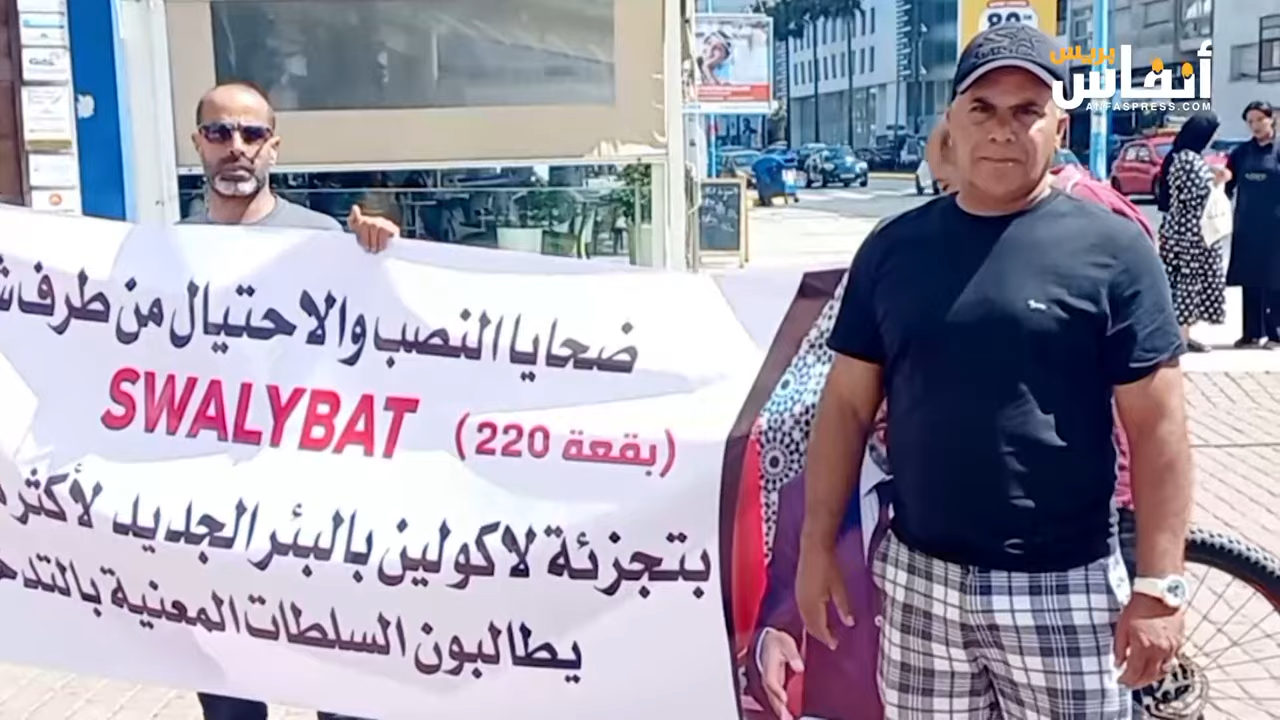 أنفاس بريس
ANFASPRESS.COM
ضحايا النصب والاحتيال من طرف
SWALYBAT (بقعة 220)
بتجزئة لاكولين بالبئر الجديد لأكثر
يطالبون السلطات المعنية